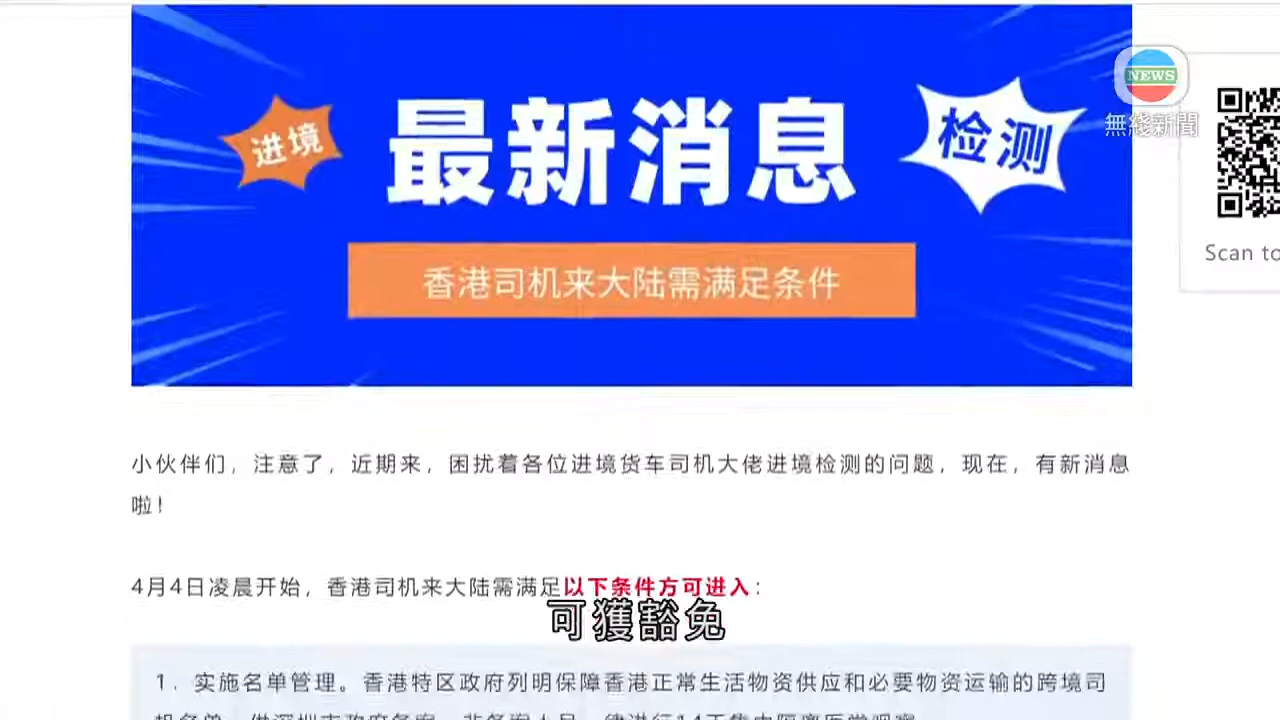 最新消息
进境
检测
NEWS
無綫新聞
香港司机来大陆需满足条件
Scan to
小伙伴们，注意了，近期来，困扰着各位进境货车司机大佬进境检测的问题，现在，有新消息
啦！
4月4日凌晨开始，香港司机来大陆需满足以下条件方可进入：
可獲豁免
1．实施名单管理。香港特区政府列明保障香港正常生活物资供应和必要物资运输的跨境司